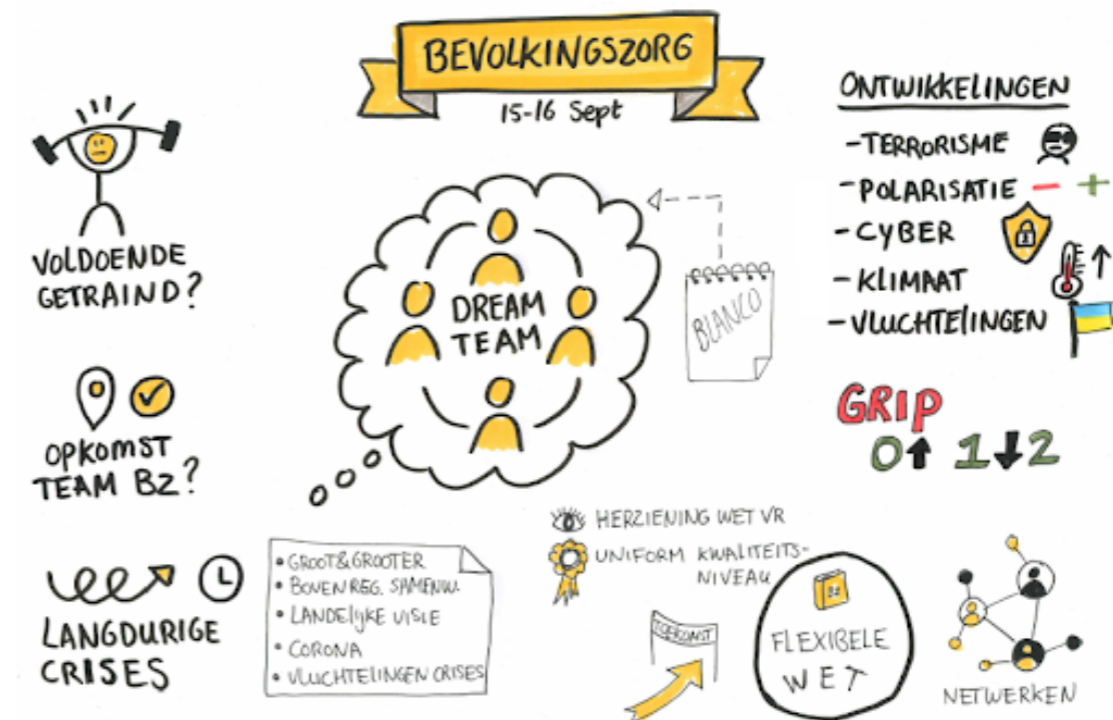 BEVOLKINGSZORG
15-16 Sept
VOLDOENDE
GETRAIND?
OPKOMST
TEAM BZ?
LANGDURIGE
CRISES
DREAM
TEAM
BLANCO
• GROOT&GROOTER
• BOVENREG. SAMENW.
• LANDELIJKE VISIE
• CORONA
• VLUCHTELINGEN CRISES
ONTWIKKELINGEN
- TERRORISME
- POLARISATIE - +
- CYBER
- KLIMAAT
- VLUCHTELINGEN
GRIP
0↑ 1↓2
HERZIENING WET VR
UNIFORM KWALITEITS-
NIVEAU
TOEKOMST
BZ
FLEXIBELE
WET
NETWERKEN